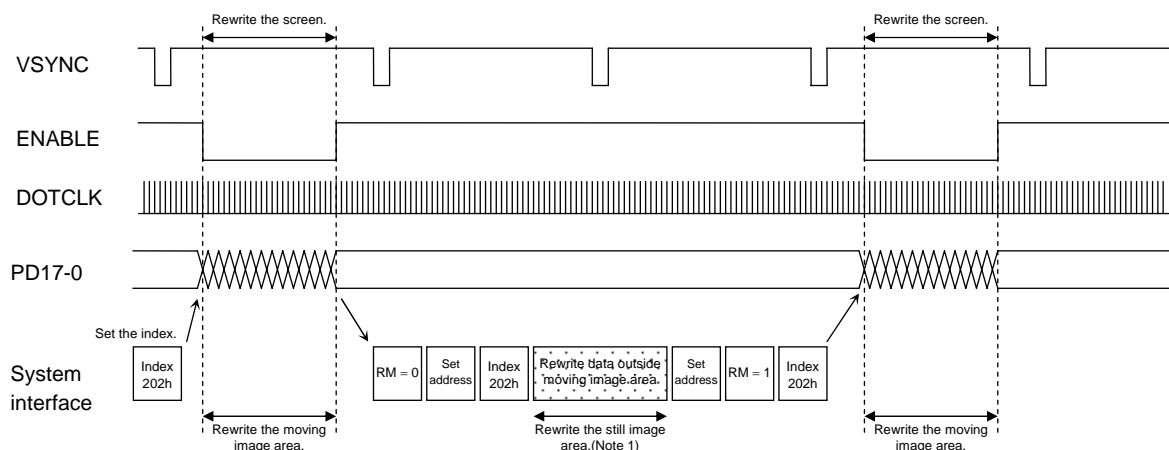 Rewrite the screen.
Rewrite the screen.
VSYNC
ENABLE
DOTCLK
PD17-0
Set the index.
System
interface
Index
202h
RM = 0
Set
address
Index
202h
Rewrite data outside
moving image area.
Set
address
RM = 1
Index
202h
Rewrite the moving
image area.
Rewrite the still image
area.(Note 1)
Rewrite the moving
image area.